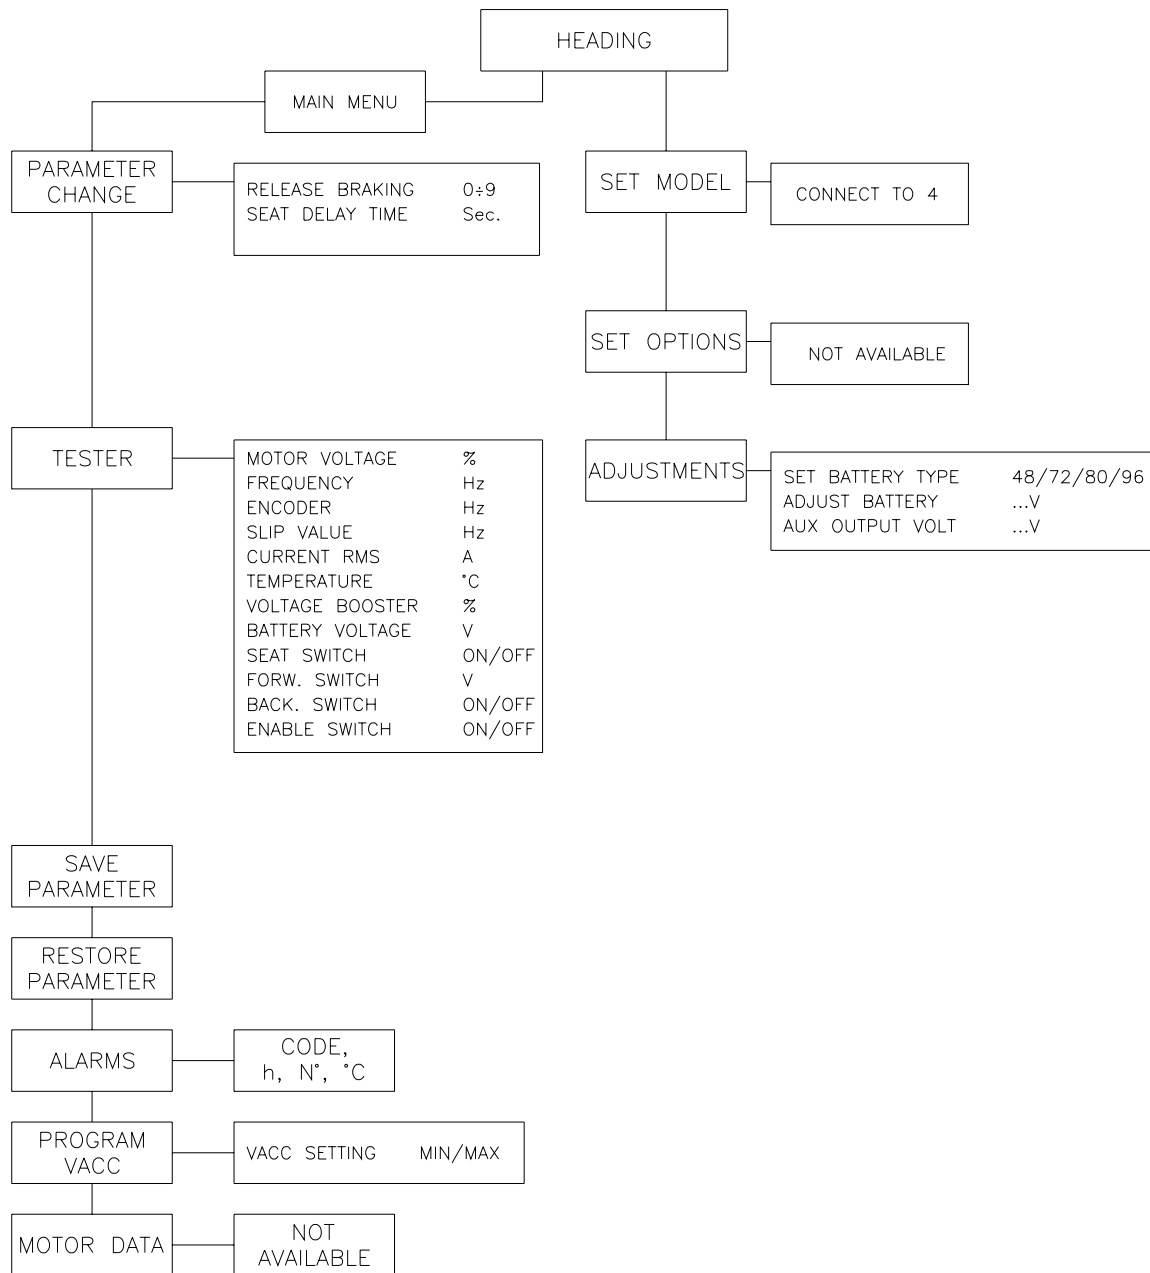 HEADING
MAIN MENU
PARAMETER
CHANGE
RELEASE BRAKING 0÷9
SEAT DELAY TIME Sec.
SET MODEL
CONNECT TO 4
SET OPTIONS
NOT AVAILABLE
TESTER
MOTOR VOLTAGE %
FREQUENCY Hz
ENCODER Hz
SLIP VALUE Hz
CURRENT RMS A
TEMPERATURE °C
VOLTAGE BOOSTER %
BATTERY VOLTAGE V
SEAT SWITCH ON/OFF
FORW. SWITCH V
BACK. SWITCH ON/OFF
ENABLE SWITCH ON/OFF
ADJUSTMENTS
SET BATTERY TYPE 48/72/80/96
ADJUST BATTERY ...V
AUX OUTPUT VOLT ...V
SAVE
PARAMETER
RESTORE
PARAMETER
ALARMS
CODE,
h, N°, °C
PROGRAM
VACC
VACC SETTING MIN/MAX
MOTOR DATA
NOT
AVAILABLE